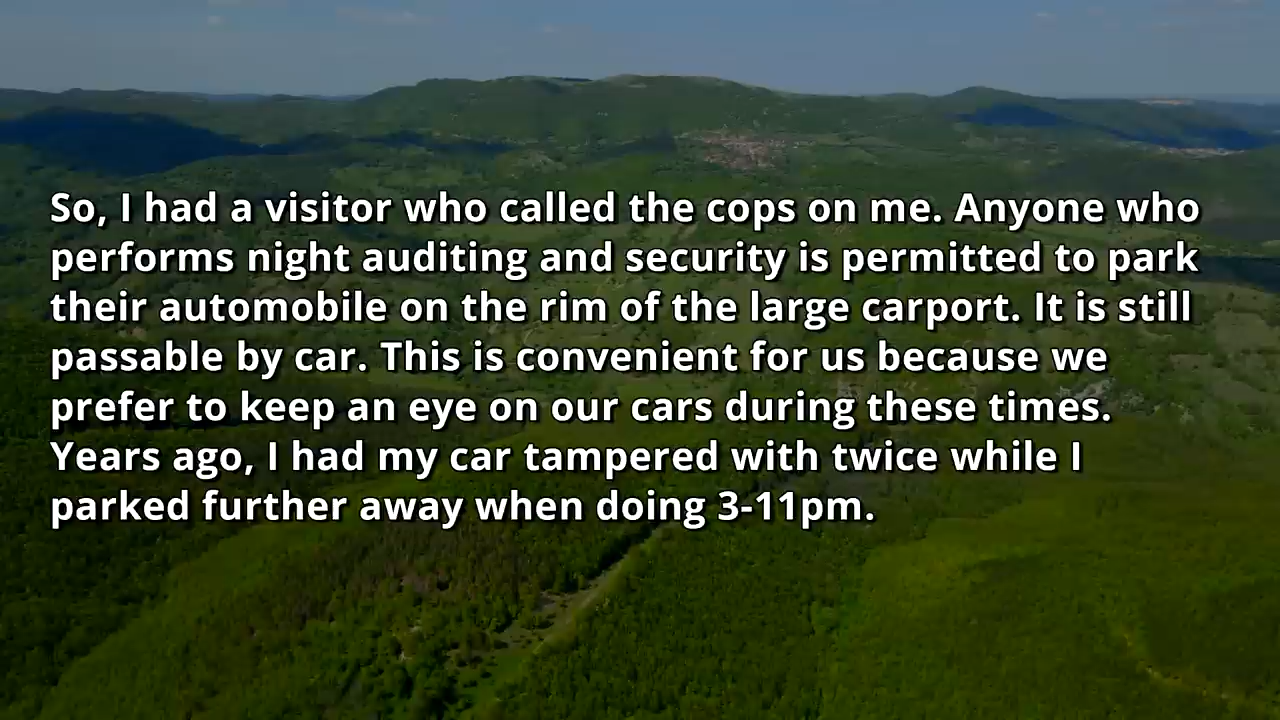 So, I had a visitor who called the cops on me. Anyone who
performs night auditing and security is permitted to park
their automobile on the rim of the large carport. It is still
passable by car. This is convenient for us because we
prefer to keep an eye on our cars during these times.
Years ago, I had my car tampered with twice while I
parked further away when doing 3-11pm.